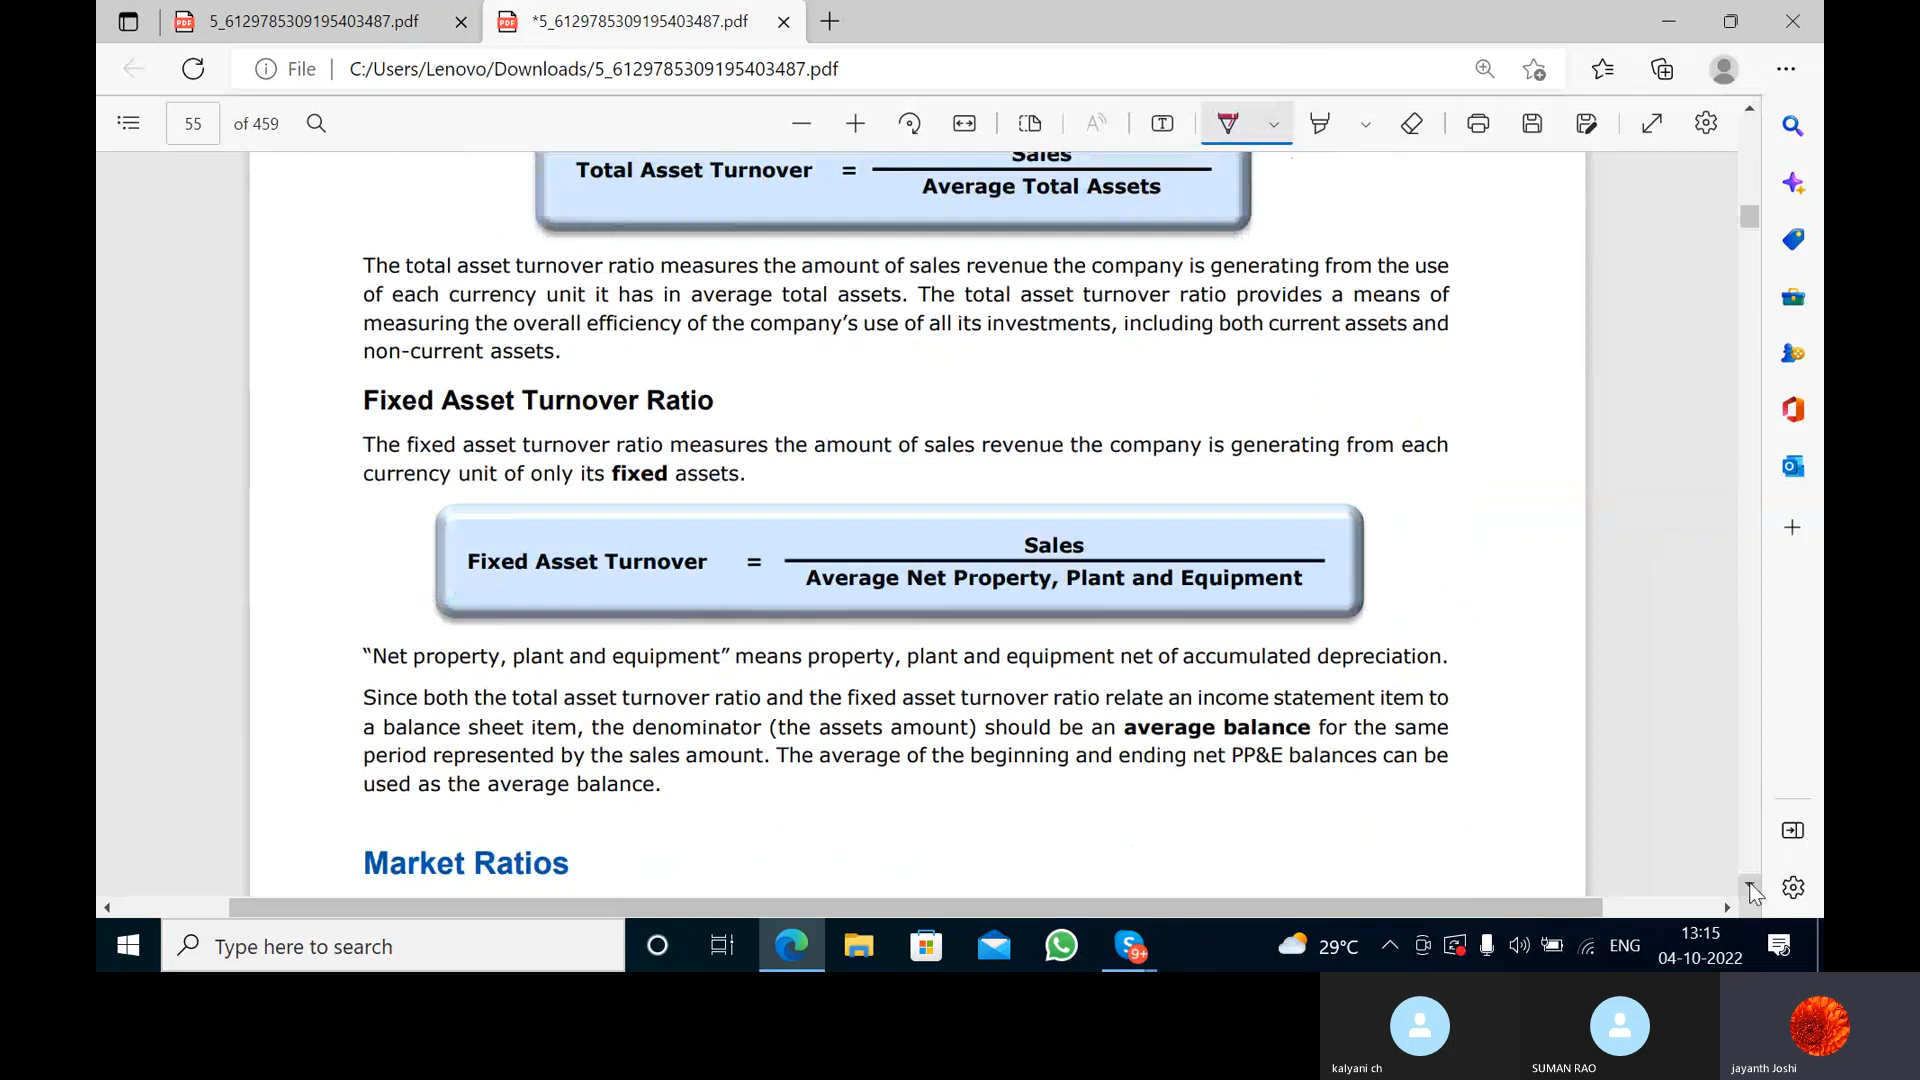 5_6129785309195403487.pdf
*5_6129785309195403487.pdf
File
C:/Users/Lenovo/Downloads/5_6129785309195403487.pdf
55 of 459
Sales
Total Asset Turnover =
Average Total Assets
The total asset turnover ratio measures the amount of sales revenue the company is generating from the use
of each currency unit it has in average total assets. The total asset turnover ratio provides a means of
measuring the overall efficiency of the company’s use of all its investments, including both current assets and
non-current assets.
Fixed Asset Turnover Ratio
The fixed asset turnover ratio measures the amount of sales revenue the company is generating from each
currency unit of only its fixed assets.
Sales
Fixed Asset Turnover =
Average Net Property, Plant and Equipment
“Net property, plant and equipment” means property, plant and equipment net of accumulated depreciation.
Since both the total asset turnover ratio and the fixed asset turnover ratio relate an income statement item to
a balance sheet item, the denominator (the assets amount) should be an average balance for the same
period represented by the sales amount. The average of the beginning and ending net PP&E balances can be
used as the average balance.
Market Ratios
Type here to search
9+
29°C
ENG
13:15
04-10-2022
kalyani ch
SUMAN RAO
jayanth Joshi